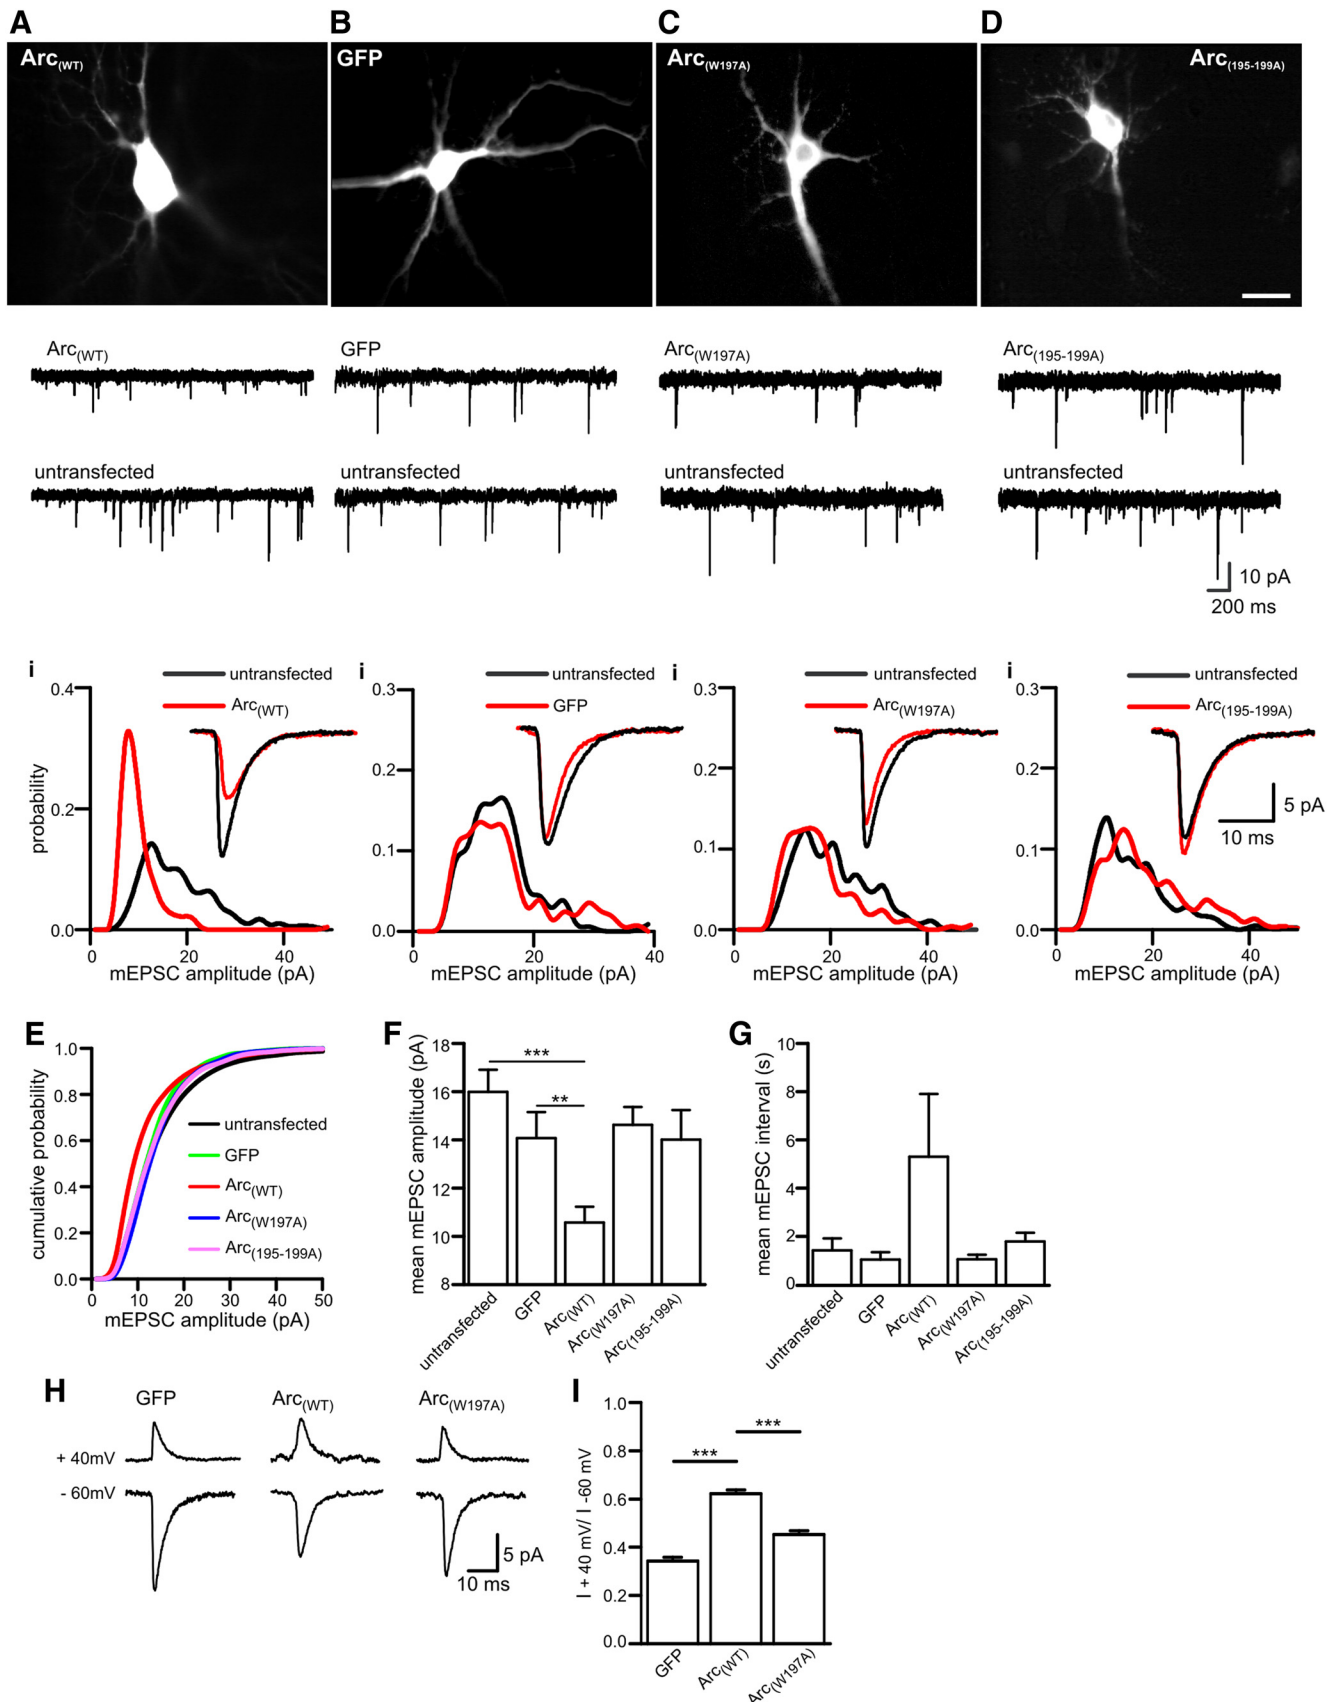 A B C D
Arc(WT) GFP Arc(W197A) Arc(195-199A)
Arc(WT) GFP Arc(W197A) Arc(195-199A)
untransfected untransfected untransfected untransfected
10 pA
200 ms
i untransfected i untransfected i untransfected i untransfected
Arc(WT) GFP Arc(W197A) Arc(195-199A)
0.4 0.3 0.3 0.3
probability
0.2 0.2 0.2 0.2
5 pA
10 ms
0.1 0.1 0.1
0.0 0.0 0.0 0.0
0 20 40 0 20 40 0 20 40 0 20 40
mEPSC amplitude (pA) mEPSC amplitude (pA) mEPSC amplitude (pA) mEPSC amplitude (pA)
E
cumulative probability
1.0
0.8
0.6
0.4
0.2
0.0
untransfected
GFP
Arc(WT)
Arc(W197A)
Arc(195-199A)
0 10 20 30 40 50
mEPSC amplitude (pA)
F
mean mEPSC amplitude (pA)
18
16
14
12
10
8
***
**
untransfected GFP Arc(WT) Arc(W197A) Arc(195-199A)
G
mean mEPSC interval (s)
10
8
6
4
2
0
untransfected GFP Arc(WT) Arc(W197A) Arc(195-199A)
H
GFP Arc(WT) Arc(W197A)
+ 40mV
- 60mV
5 pA
10 ms
I
I + 40 mV/ I -60 mV
1.0
0.8
0.6
0.4
0.2
0.0
*** ***
GFP Arc(WT) Arc(W197A)